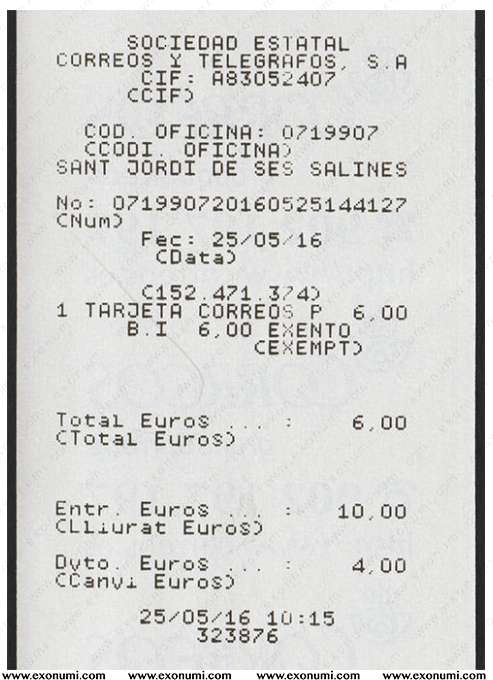 SOCIEDAD ESTATAL
CORREOS Y TELEGRAFOS, S.A
CIF: A83052407
(CIF)
COD. OFICINA: 0719907
(CODI. OFICINA)
SANT JORDI DE SES SALINES
No: 071990720160525144127
(Num)
Fec: 25/05/16
(Data)
(152.471.374)
1 TARJETA CORREOS P 6,00
B.I 6,00 EXENTO
(EXEMPT)
Total Euros ... : 6,00
(Total Euros)
Entr. Euros ... : 10,00
(Lliurat Euros)
Dvto. Euros ... : 4,00
(Canvi Euros)
25/05/16 10:15
323876
www.exonumi.com www.exonumi.com www.exonumi.com www.exonumi.com